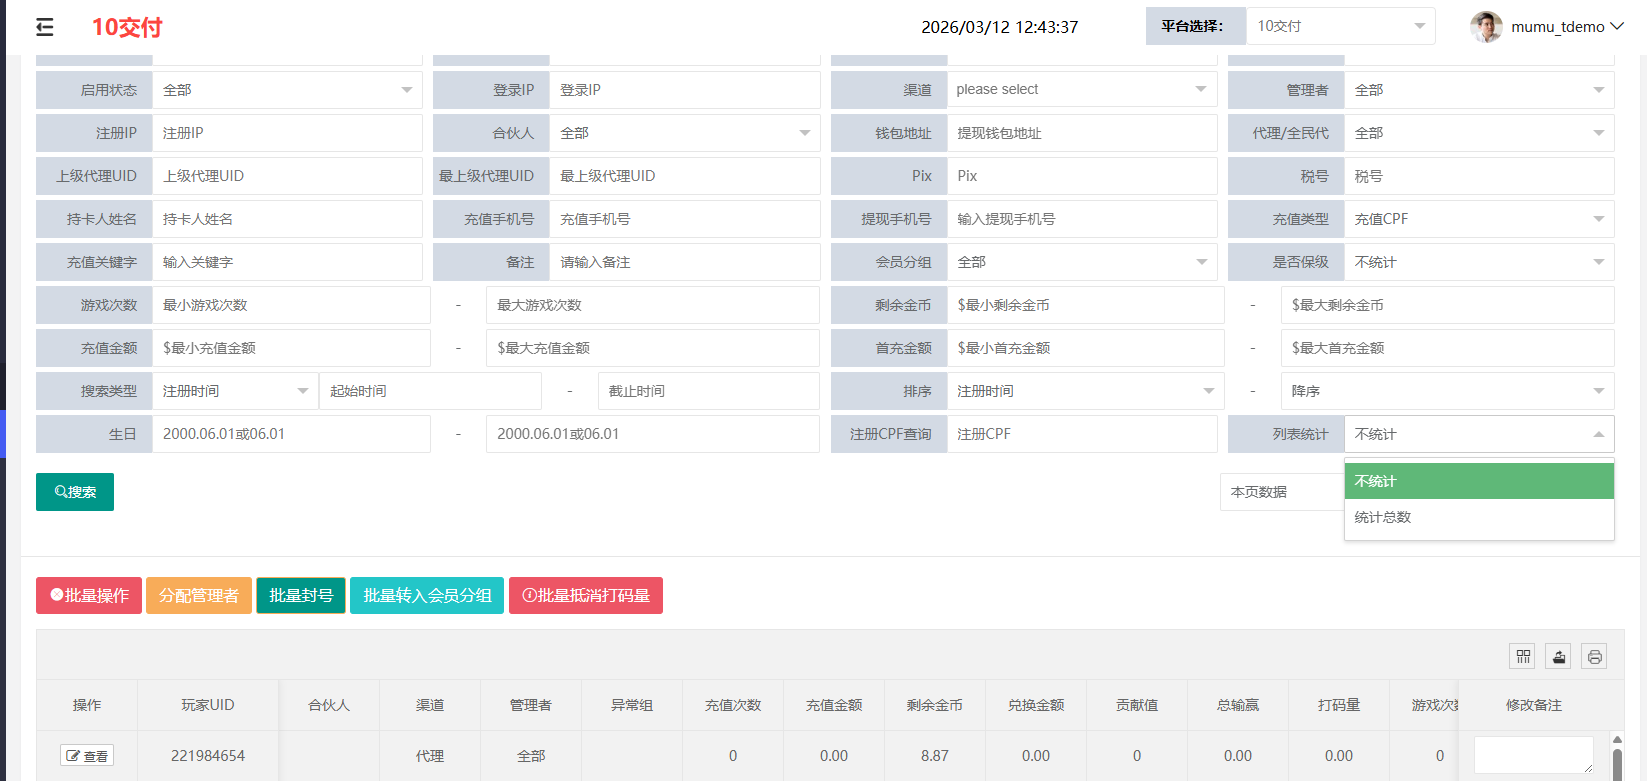 10交付
2026/03/12 12:43:37
平台选择：
10交付
mumu_tdemo
启用状态 全部 登录IP 登录IP 渠道 please select 管理者 全部
注册IP 注册IP 合伙人 全部 钱包地址 提现钱包地址 代理/全民代 全部
上级代理UID 上级代理UID 最上级代理UID 最上级代理UID Pix Pix 税号 税号
持卡人姓名 持卡人姓名 充值手机号 充值手机号 提现手机号 输入提现手机号 充值类型 充值CPF
充值关键字 输入关键字 备注 请输入备注 会员分组 全部 是否保级 不统计
游戏次数 最小游戏次数 - 最大游戏次数 剩余金币 $最小剩余金币 - $最大剩余金币
充值金额 $最小充值金额 - $最大充值金额 首充金额 $最小首充金额 - $最大首充金额
搜索类型 注册时间 起始时间 - 截止时间 排序 注册时间 - 降序
生日 2000.06.01或06.01 - 2000.06.01或06.01 注册CPF查询 注册CPF 列表统计 不统计
搜索 本页数据 不统计
统计总数
批量操作 分配管理者 批量封号 批量转入会员分组 批量抵消打码量
操作 玩家UID 合伙人 渠道 管理者 异常组 充值次数 充值金额 剩余金币 兑换金额 贡献值 总输赢 打码量 游戏次数 修改备注
查看 221984654 代理 全部 0 0.00 8.87 0.00 0 0.00 0.00 0